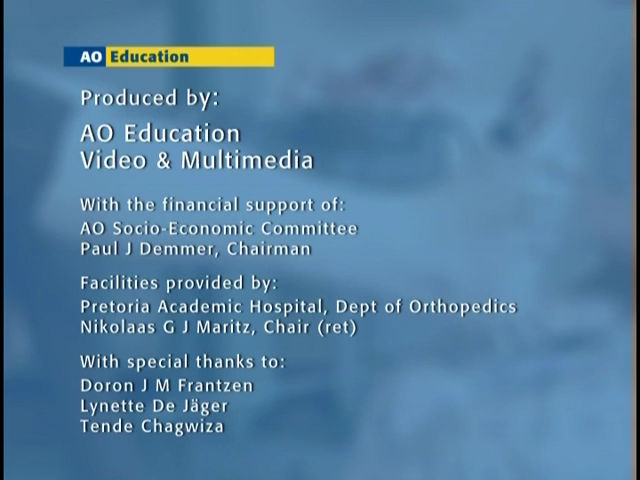 AO Education
Produced by:
AO Education
Video & Multimedia
With the financial support of:
AO Socio-Economic Committee
Paul J Demmer, Chairman
Facilities provided by:
Pretoria Academic Hospital, Dept of Orthopedics
Nikolaas G J Maritz, Chair (ret)
With special thanks to:
Doron J M Frantzen
Lynette De Jäger
Tende Chagwiza